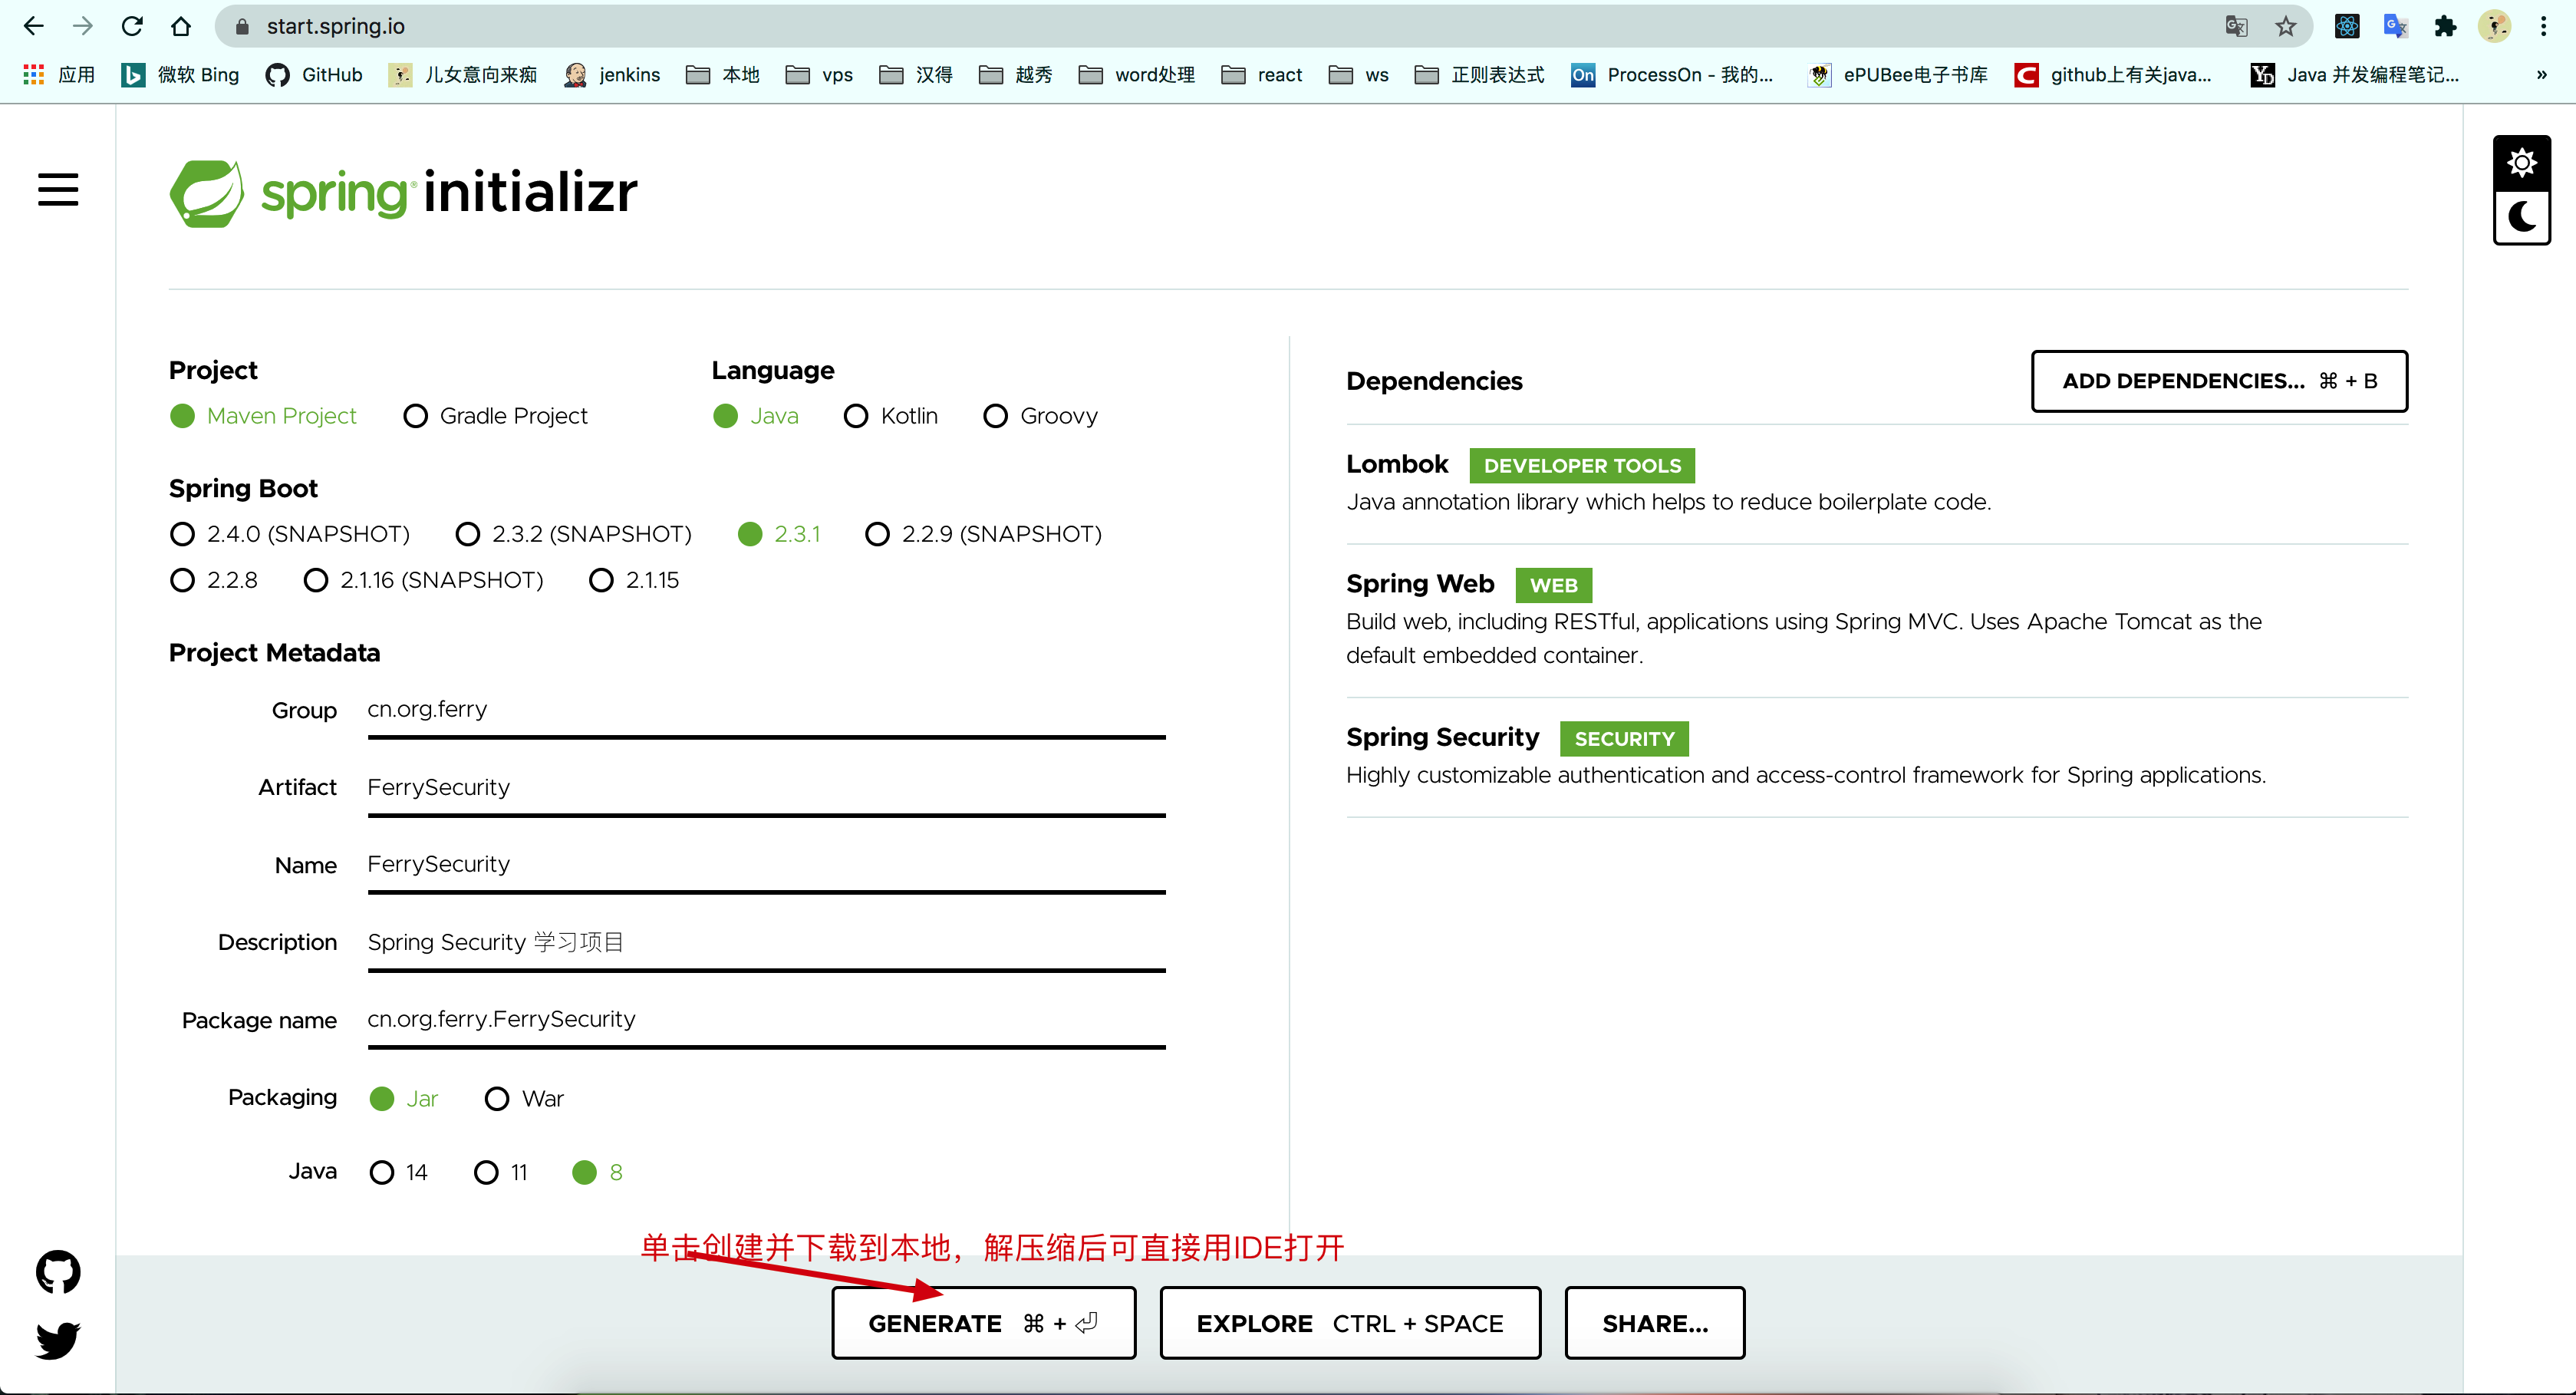 start.spring.io
应用 微软 Bing GitHub 儿女意向来痴 jenkins 本地 vps 汉得 越秀 word处理 react ws 正则表达式 On ProcessOn - 我的... ePUBee电子书库 C github上有关java... YD Java 并发编程笔记... »
spring initializr
Project
Maven Project Gradle Project
Language
Java Kotlin Groovy
Spring Boot
2.4.0 (SNAPSHOT) 2.3.2 (SNAPSHOT) 2.3.1 2.2.9 (SNAPSHOT)
2.2.8 2.1.16 (SNAPSHOT) 2.1.15
Project Metadata
Group cn.org.ferry
Artifact FerrySecurity
Name FerrySecurity
Description Spring Security 学习项目
Package name cn.org.ferry.FerrySecurity
Packaging Jar War
Java 14 11 8
Dependencies ADD DEPENDENCIES... ⌘ + B
Lombok DEVELOPER TOOLS
Java annotation library which helps to reduce boilerplate code.
Spring Web WEB
Build web, including RESTful, applications using Spring MVC. Uses Apache Tomcat as the
default embedded container.
Spring Security SECURITY
Highly customizable authentication and access-control framework for Spring applications.
单击创建并下载到本地，解压缩后可直接用IDE打开
GENERATE ⌘ + ⏎ EXPLORE CTRL + SPACE SHARE...